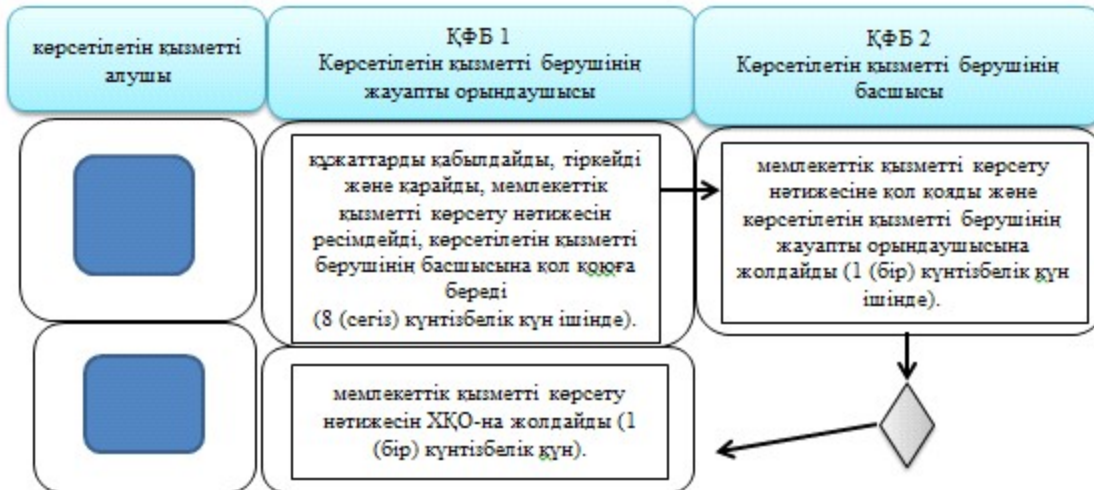 көрсетілетін қызметті
алушы
ҚФБ 1
Көрсетілетін қызметті берушінің
жауапты орындаушысы
ҚФБ 2
Көрсетілетін қызметті берушінің
басшысы
құжаттарды қабылдайды, тіркейді
және қарайды, мемлекеттік
қызметті көрсету нәтижесін
ресімдейді, көрсетілетін қызметті
берушінің басшысына қол қоюға
береді
(8 (сегіз) күнтізбелік күн ішінде).
мемлекеттік қызметті көрсету
нәтижесіне қол қояды және
көрсетілетін қызметті берушінің
жауапты орындаушысына
жолдайды (1 (бір) күнтізбелік күн
ішінде).
мемлекеттік қызметті көрсету
нәтижесін ХҚО-на жолдайды (1
(бір) күнтізбелік күн).